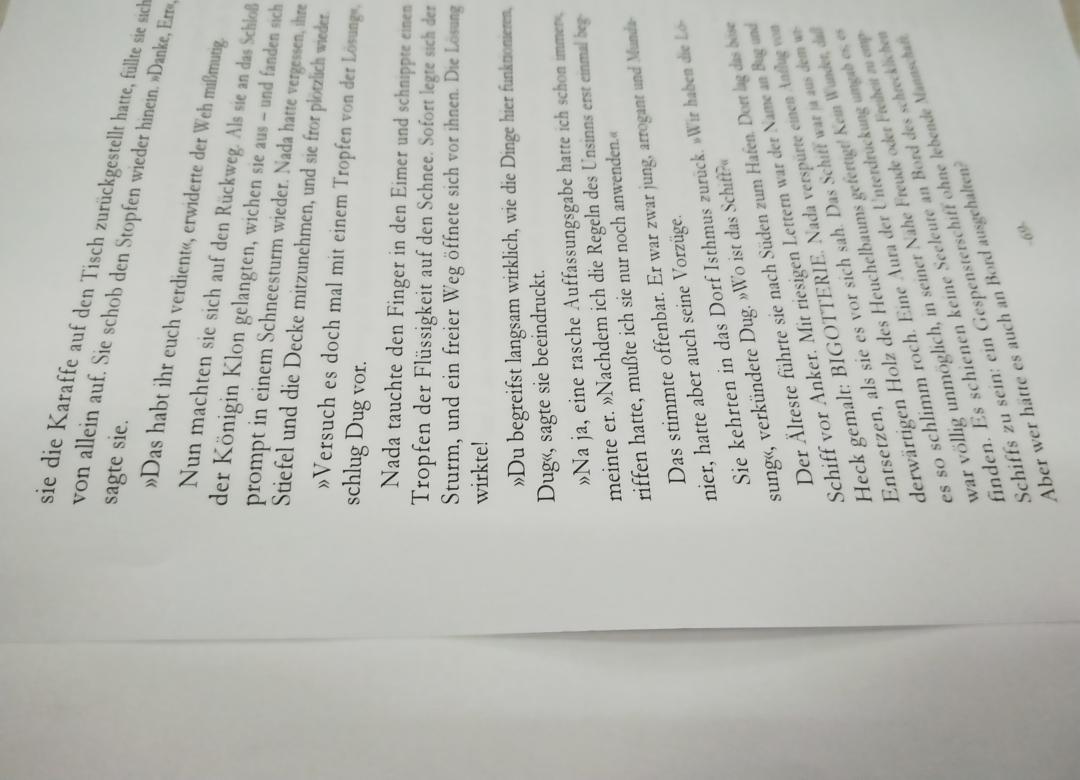 sie die Karaffe auf den Tisch zurückgestellt hatte, füllte sie sich
von allein auf. Sie schob den Stopfen wieder hinein. »Danke, Erre«,
sagte sie.
»Das habt ihr euch verdient«, erwiderte der Weh mißmutig.
Nun machten sie sich auf den Rückweg. Als sie an das Schloß
der Königin Klon gelangten, wichen sie aus – und fanden sich
prompt in einem Schneesturm wieder. Nada hatte vergessen, ihre
Stiefel und die Decke mitzunehmen, und sie fror plötzlich wieder.
»Versuch es doch mal mit einem Tropfen von der Lösung«,
schlug Dug vor.
Nada tauchte den Finger in den Eimer und schnippte einen
Tropfen der Flüssigkeit auf den Schnee. Sofort legte sich der
Sturm, und ein freier Weg öffnete sich vor ihnen. Die Lösung
wirkte!
»Du begreifst langsam wirklich, wie die Dinge hier funktionieren,
Dug«, sagte sie beeindruckt.
»Na ja, eine rasche Auffassungsgabe hatte ich schon immer«,
meinte er. »Nachdem ich die Regeln des Unsinns erst einmal beg-
riffen hatte, mußte ich sie nur noch anwenden.«
Das stimmte offenbar. Er war zwar jung, arrogant und Munda-
nier, hatte aber auch seine Vorzüge.
Sie kehrten in das Dorf Isthmus zurück. »Wir haben die Lö-
sung«, verkündete Dug. »Wo ist das Schiff?«
Der Älteste führte sie nach Süden zum Hafen. Dort lag das böse
Schiff vor Anker. Mit riesigen Lettern war der Name an Bug und
Heck gemalt: BIGOTTERIE. Nada verspürte einen Anflug von
Entsetzen, als sie es vor sich sah. Das Schiff war ja aus dem wi-
derwärtigen Holz des Heuchelbaums gefertigt! Kein Wunder, daß
es so schlimm roch. Eine Aura der Unterdrückung umgab es, es
war völlig unmöglich, in seiner Nähe Freude oder Freiheit zu emp-
finden. Es schienen keine Seeleute an Bord des schrecklichen
Schiffs zu sein: ein Gespensterschiff ohne lebende Mannschaft.
Aber wer hätte es auch an Bord ausgehalten?
-69-